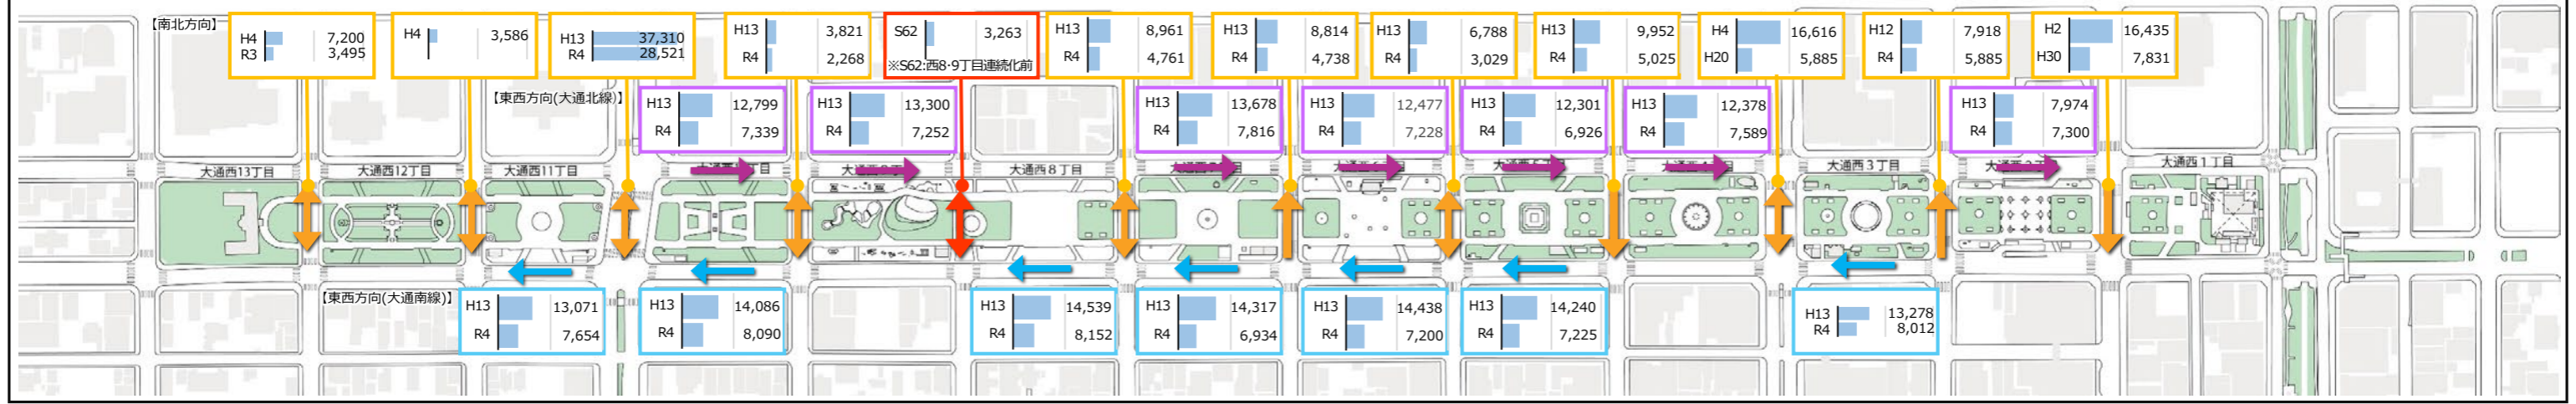 【南北方向】
H4 7,200
R3 3,495
H4 3,586
H13 37,310
R4 28,521
H13 3,821
R4 2,268
S62 3,263
※S62:西8・9丁目連続化前
H13 8,961
R4 4,761
H13 8,814
R4 4,738
H13 6,788
R4 3,029
H13 9,952
R4 5,025
H4 16,616
H20 5,885
H12 7,918
R4 5,885
H2 16,435
H30 7,831
【東西方向(大通北線)】
H13 12,799
R4 7,339
H13 13,300
R4 7,252
H13 13,678
R4 7,816
H13 12,477
R4 7,228
H13 12,301
R4 6,926
H13 12,378
R4 7,589
H13 7,974
R4 7,300
大通西13丁目
大通西12丁目
大通西11丁目
大通西8丁目
大通西3丁目
大通西1丁目
【東西方向(大通南線)】
H13 13,071
R4 7,654
H13 14,086
R4 8,090
H13 14,539
R4 8,152
H13 14,317
R4 6,934
H13 14,438
R4 7,200
H13 14,240
R4 7,225
H13 13,278
R4 8,012